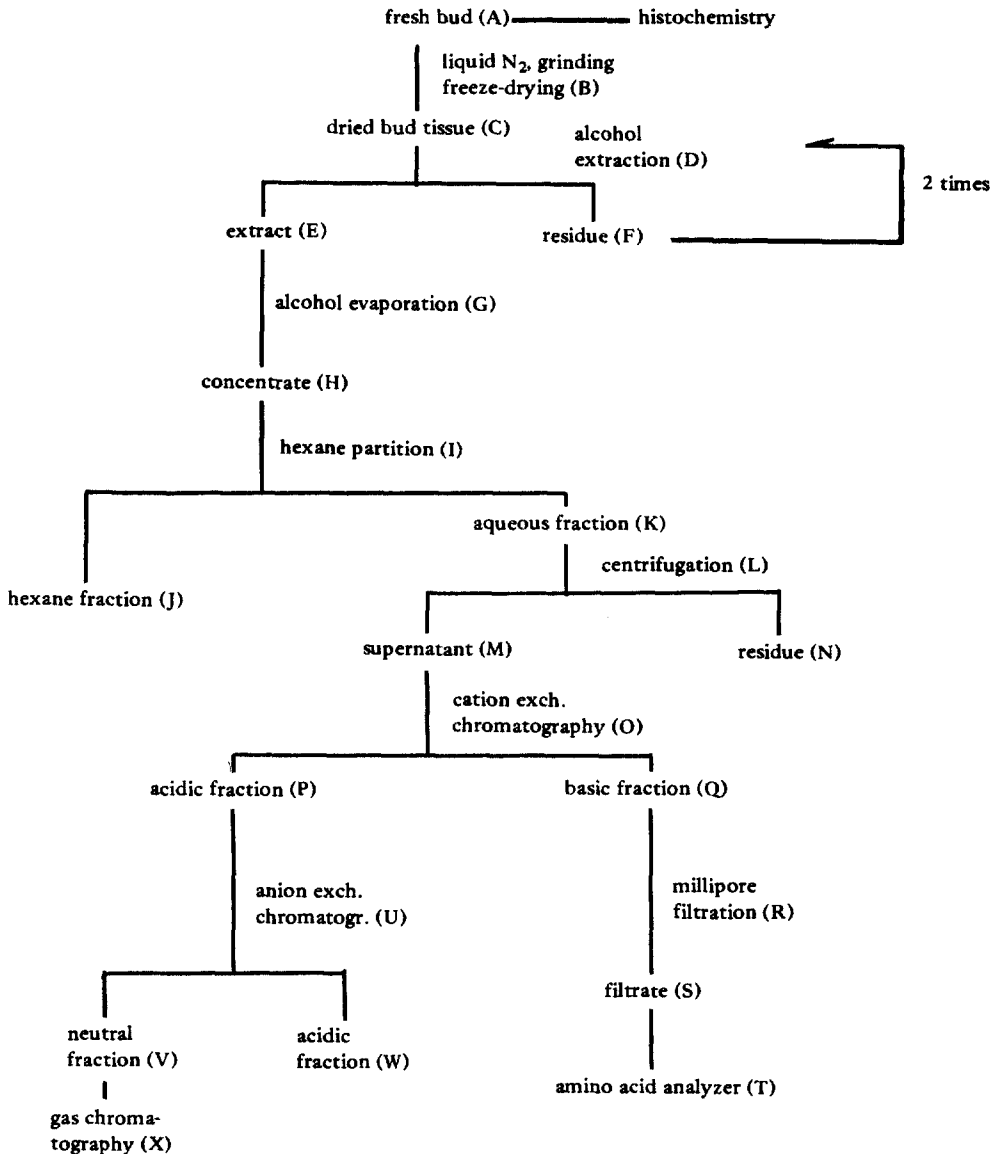 fresh bud (A) histochemistry
liquid N₂, grinding
freeze-drying (B)
dried bud tissue (C)
alcohol
extraction (D)
2 times
extract (E)
residue (F)
alcohol evaporation (G)
concentrate (H)
hexane partition (I)
aqueous fraction (K)
centrifugation (L)
hexane fraction (J)
supernatant (M)
residue (N)
cation exch.
chromatography (O)
acidic fraction (P)
basic fraction (Q)
anion exch.
chromatogr. (U)
millipore
filtration (R)
filtrate (S)
neutral
fraction (V)
acidic
fraction (W)
amino acid analyzer (T)
gas chroma-
tography (X)